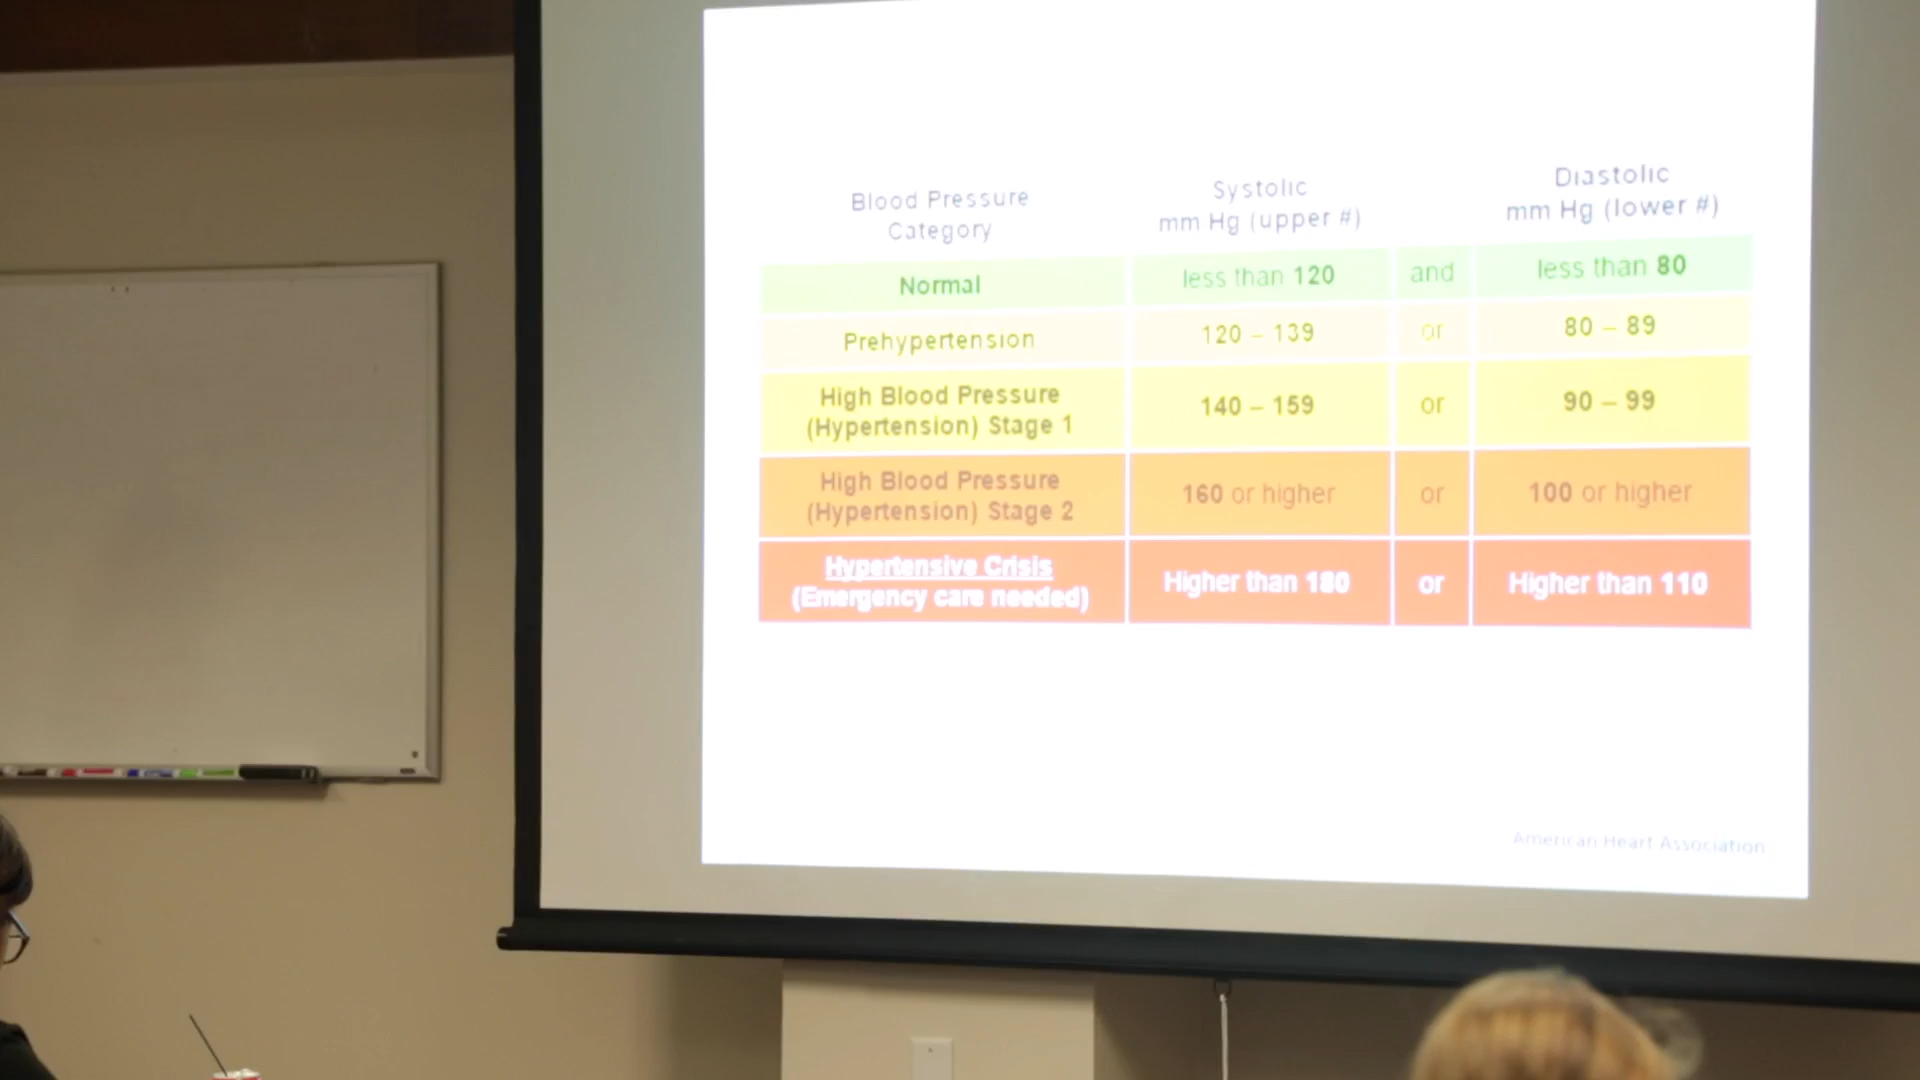 Blood Pressure
Category
Systolic
mm Hg (upper #)
Diastolic
mm Hg (lower #)
Normal
less than 120
and
less than 80
Prehypertension
120 – 139
or
80 – 89
High Blood Pressure
(Hypertension) Stage 1
140 – 159
or
90 – 99
High Blood Pressure
(Hypertension) Stage 2
160 or higher
or
100 or higher
Hypertensive Crisis
(Emergency care needed)
Higher than 180
or
Higher than 110
American Heart Association